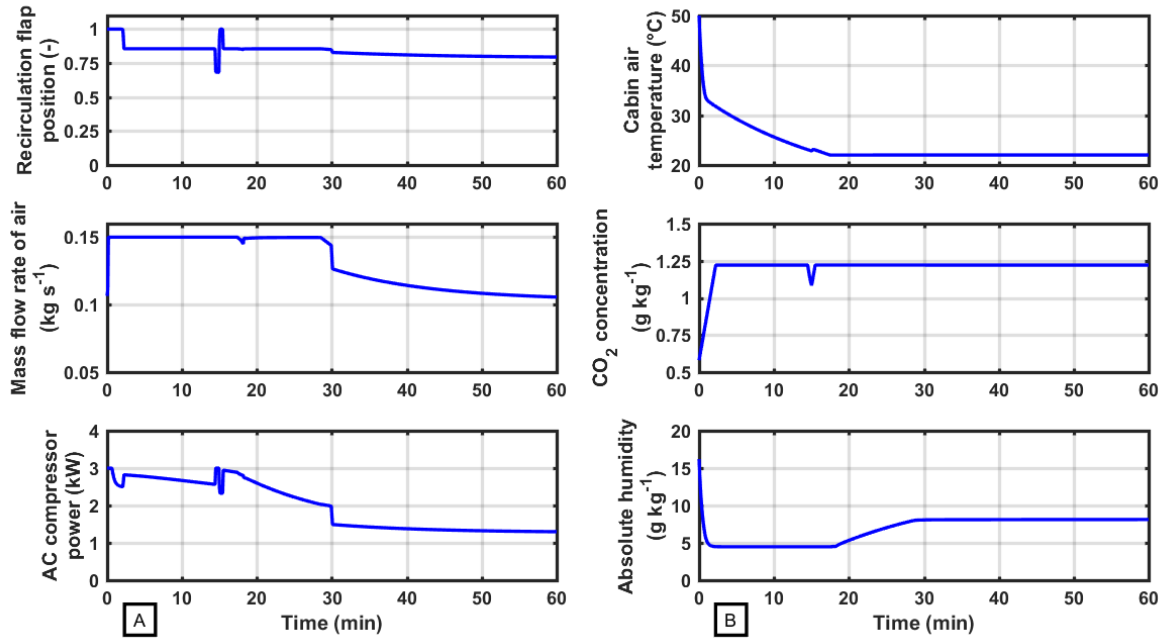 Recirculation flap
position (-)
1
0.75
0.5
0.25
0
0 10 20 30 40 50 60
Cabin air
temperature (°C)
50
40
30
20
0 10 20 30 40 50 60
Mass flow rate of air
(kg s⁻¹)
0.15
0.1
0.05
0 10 20 30 40 50 60
CO₂ concentration
(g kg⁻¹)
1.5
1.25
1
0.75
0.5
0 10 20 30 40 50 60
AC compressor
power (kW)
4
3
2
1
0
0 10 20 30 40 50 60
A
Time (min)
Absolute humidity
(g kg⁻¹)
20
15
10
5
0
0 10 20 30 40 50 60
B
Time (min)